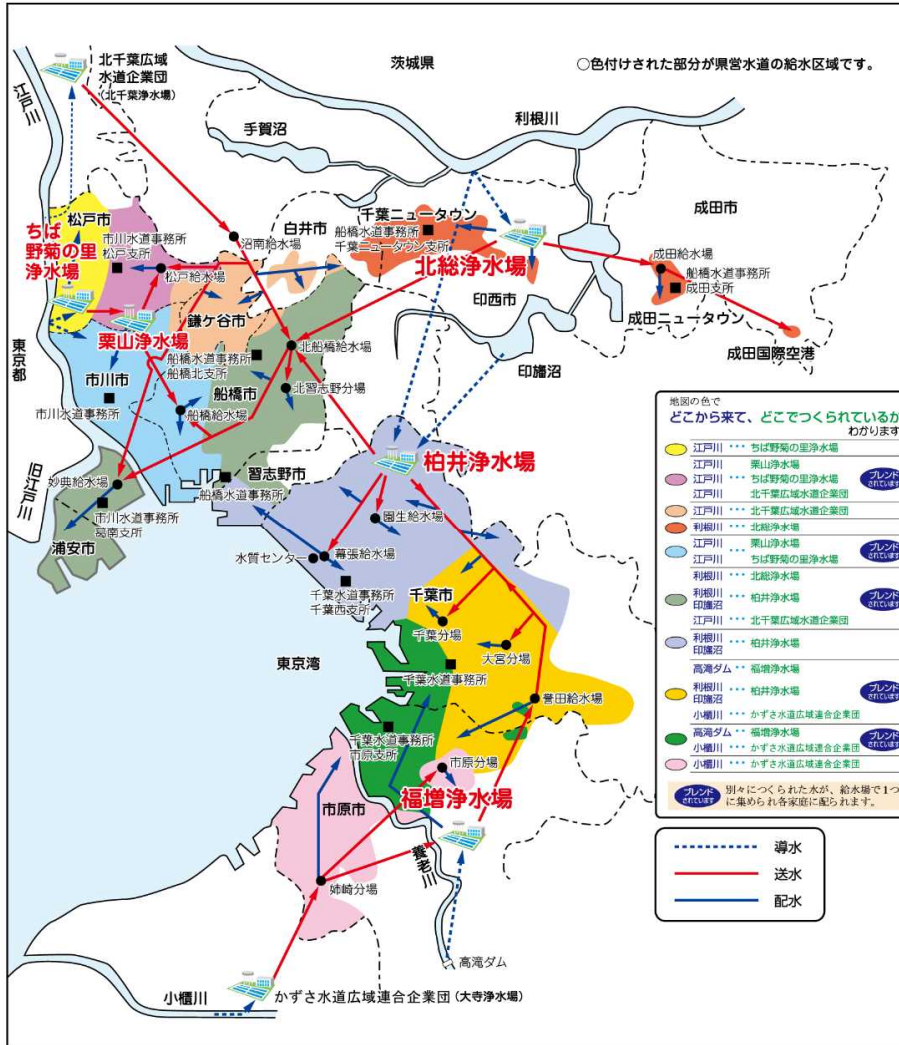 北千葉広域
水道企業団
(北千葉浄水場)
茨城県
○色付けされた部分が県営水道の給水区域です。
江戸川
手賀沼
利根川
成田市
松戸市
ちば
野菊の里
浄水場
市川水道事務所
松戸支所
松戸給水場
沼南給水場
白井市
千葉ニュータウン
船橋水道事務所
千葉ニュータウン支所
北総浄水場
印西市
成田給水場
船橋水道事務所
成田支所
成田ニュータウン
成田国際空港
印旛沼
東京都
栗山浄水場
鎌ケ谷市
船橋水道事務所
船橋北支所
北船橋給水場
船橋市
北習志野分場
市川市
市川水道事務所
船橋給水場
旧江戸川
妙典給水場
市川水道事務所
葛南支所
浦安市
習志野市
船橋水道事務所
柏井浄水場
園生給水場
水質センター
幕張給水場
千葉水道事務所
千葉西支所
千葉市
千葉分場
大宮分場
東京湾
千葉水道事務所
誉田給水場
千葉水道事務所
市原支所
市原分場
福増浄水場
市原市
養老川
姉崎分場
高滝ダム
小櫃川
かずさ水道広域連合企業団(大寺浄水場)
地図の色で
どこから来て、どこでつくられているか
わかります
江戸川 ・・・ ちば野菊の里浄水場
江戸川 栗山浄水場
江戸川 ・・・ ちば野菊の里浄水場 ブレンドされています
江戸川 北千葉広域水道企業団
江戸川 ・・・ 北千葉広域水道企業団
利根川 ・・・ 北総浄水場
江戸川 ・・・ 栗山浄水場 ブレンドされています
江戸川 ・・・ ちば野菊の里浄水場
利根川 ・・・ 北総浄水場
利根川
印旛沼 ・・・ 柏井浄水場 ブレンドされています
江戸川 ・・・ 北千葉広域水道企業団
利根川
印旛沼 ・・・ 柏井浄水場
高滝ダム ・・ 福増浄水場
利根川
印旛沼 ・・・ 柏井浄水場 ブレンドされています
小櫃川 ・・・ かずさ水道広域連合企業団
高滝ダム ・・ 福増浄水場 ブレンドされています
小櫃川 ・・・ かずさ水道広域連合企業団
小櫃川 ・・・ かずさ水道広域連合企業団
ブレンドされています 別々につくられた水が、給水場で1つ
に集められ各家庭に配られます。
導水
送水
配水